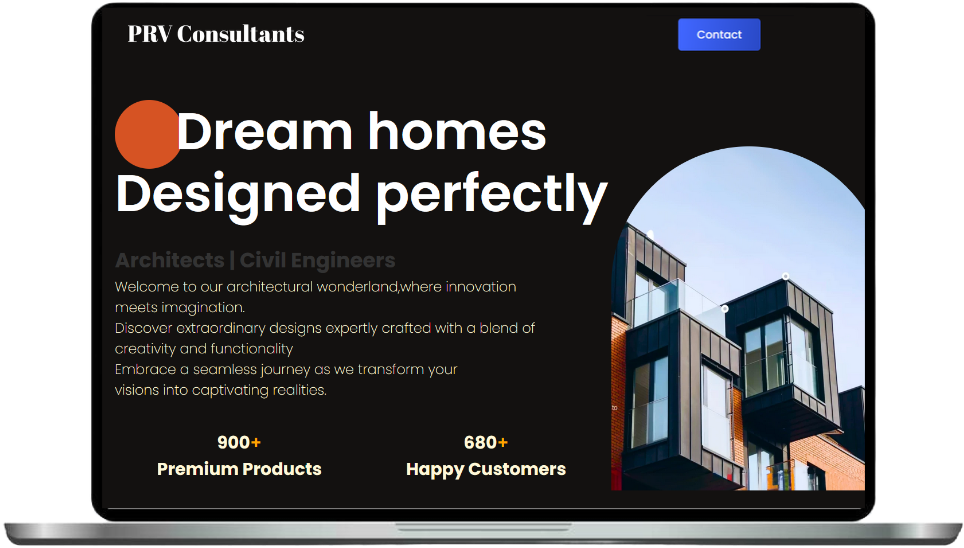 PRV Consultants
Contact
Dream homes
Designed perfectly
Architects | Civil Engineers
Welcome to our architectural wonderland,where innovation
meets imagination.
Discover extraordinary designs expertly crafted with a blend of
creativity and functionality
Embrace a seamless journey as we transform your
visions into captivating realities.
900+
680+
Premium Products
Happy Customers
to